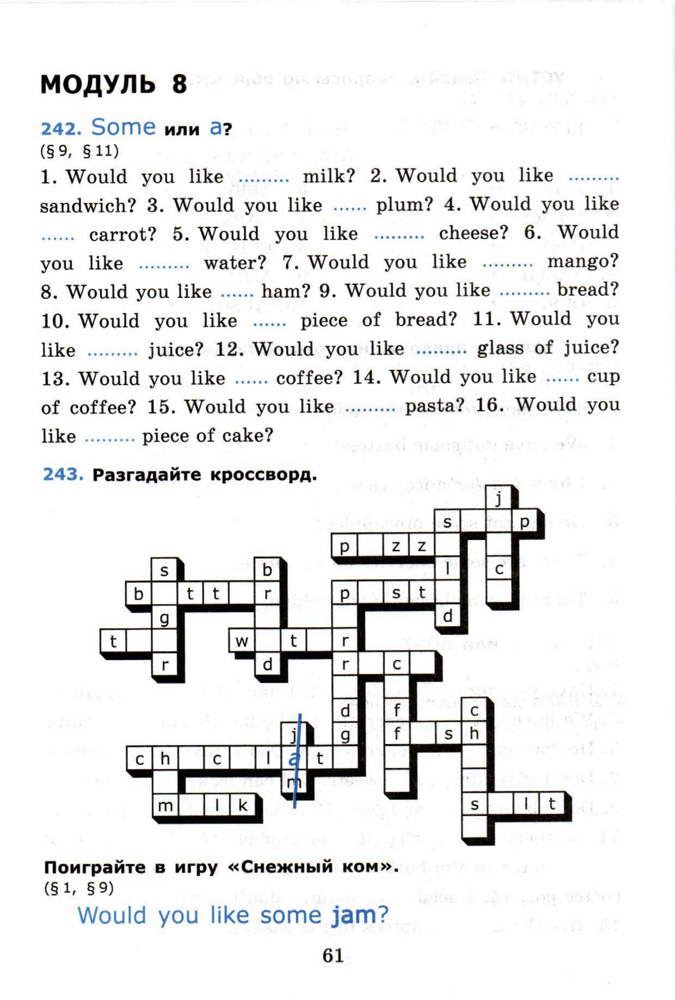 МОДУЛЬ 8
242. Some или a?
(§ 9, § 11)
1. Would you like ......... milk? 2. Would you like .........
sandwich? 3. Would you like ...... plum? 4. Would you like
...... carrot? 5. Would you like ......... cheese? 6. Would
you like ......... water? 7. Would you like ......... mango?
8. Would you like ...... ham? 9. Would you like ......... bread?
10. Would you like ...... piece of bread? 11. Would you
like ......... juice? 12. Would you like ......... glass of juice?
13. Would you like ...... coffee? 14. Would you like ...... cup
of coffee? 15. Would you like ......... pasta? 16. Would you
like ......... piece of cake?
243. Разгадайте кроссворд.
j
s p
p z z
l c
s b
b t t r p s t
g d
t w t r
r d r c
d f c
j g f s h
c h c l a t
m
m l k s l t
Поиграйте в игру «Снежный ком».
(§ 1, § 9)
Would you like some jam?
61